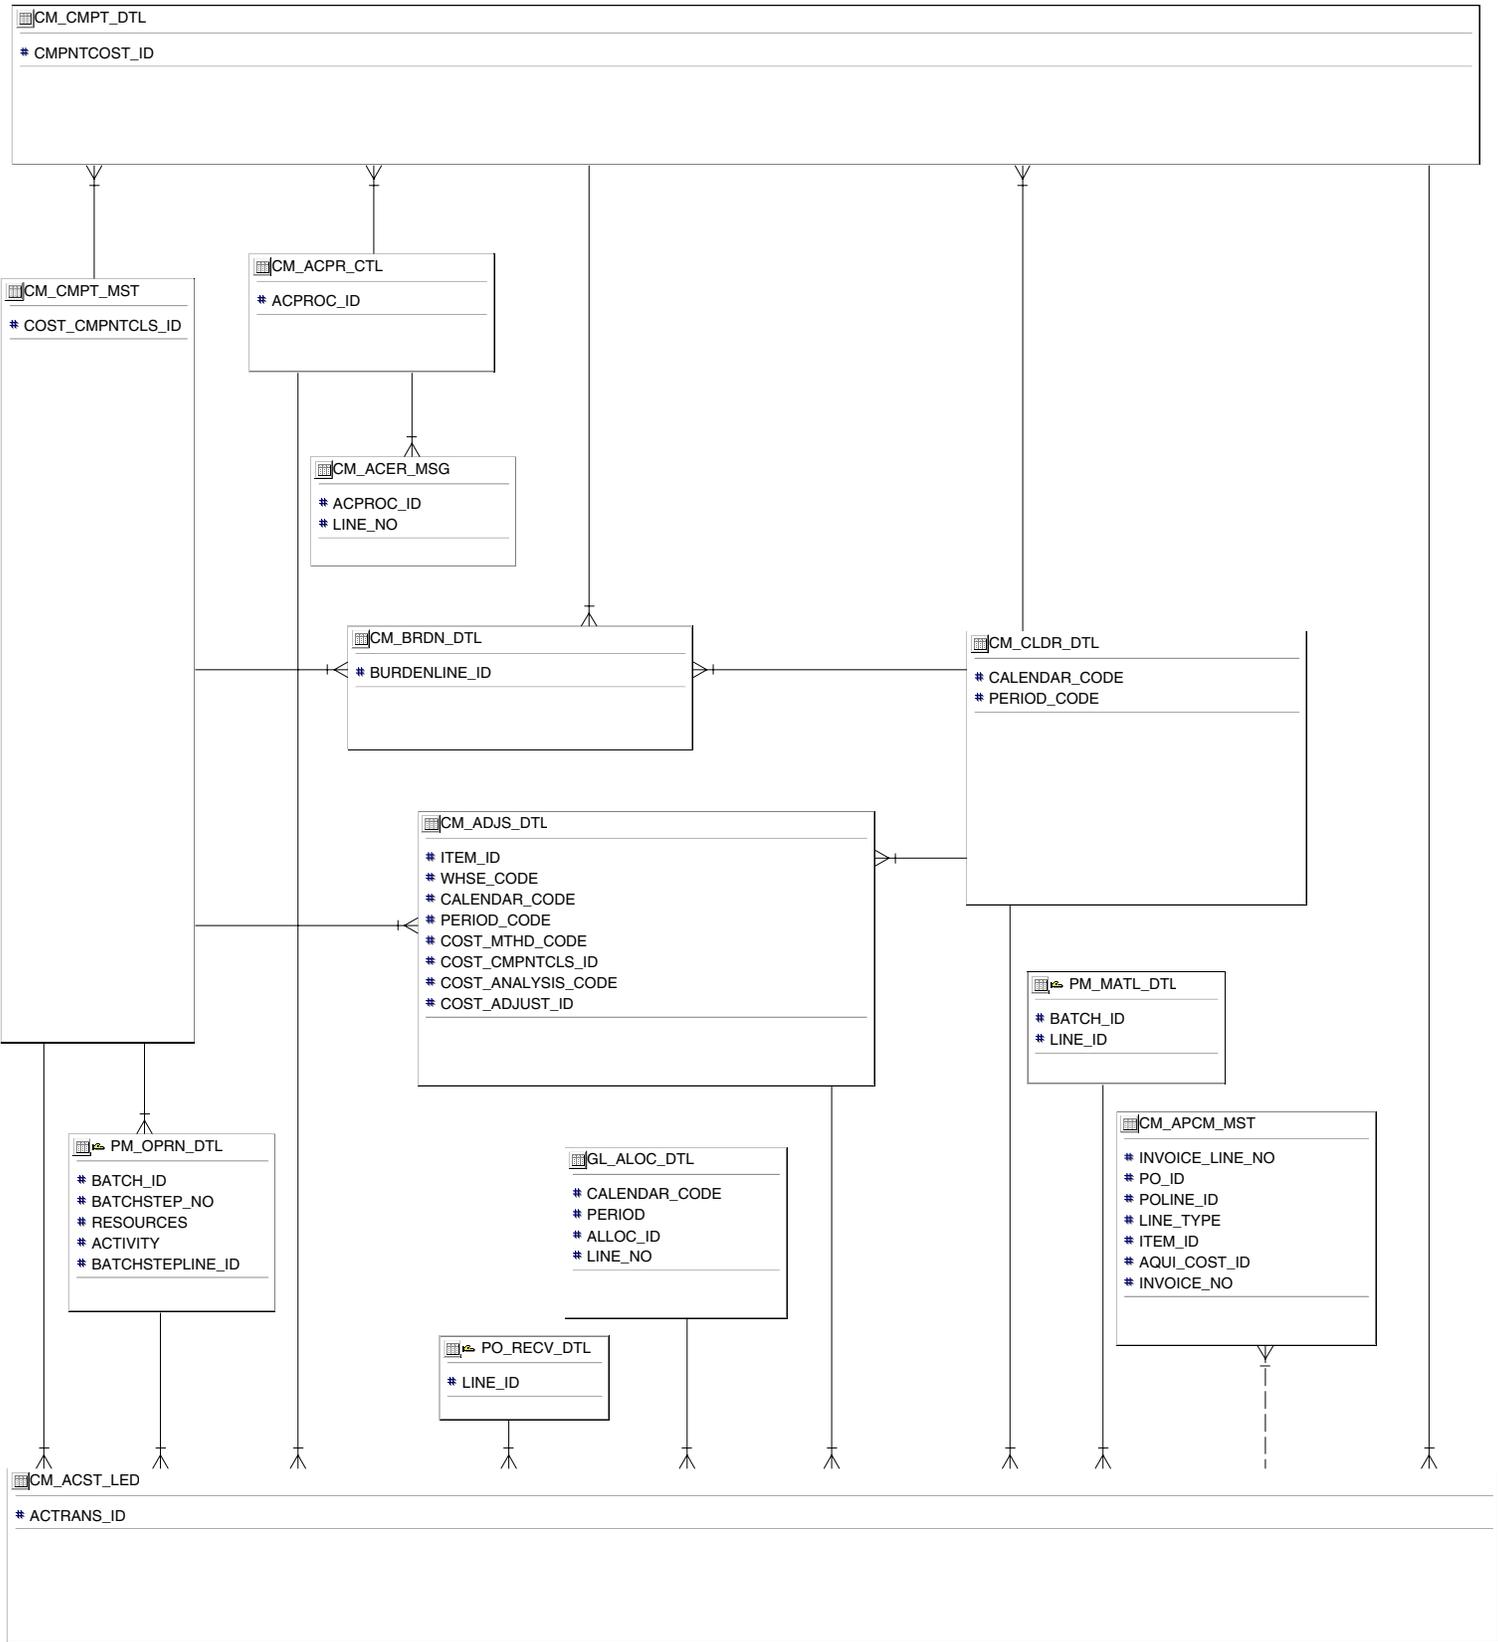 CM_CMPT_DTL
# CMPNTCOST_ID
CM_ACPR_CTL
# ACPROC_ID
CM_CMPT_MST
# COST_CMPNTCLS_ID
CM_ACER_MSG
# ACPROC_ID
# LINE_NO
CM_BRDN_DTL
# BURDENLINE_ID
CM_CLDR_DTL
# CALENDAR_CODE
# PERIOD_CODE
CM_ADJS_DTL
# ITEM_ID
# WHSE_CODE
# CALENDAR_CODE
# PERIOD_CODE
# COST_MTHD_CODE
# COST_CMPNTCLS_ID
# COST_ANALYSIS_CODE
# COST_ADJUST_ID
PM_MATL_DTL
# BATCH_ID
# LINE_ID
CM_APCM_MST
# INVOICE_LINE_NO
# PO_ID
# POLINE_ID
# LINE_TYPE
# ITEM_ID
# AQUI_COST_ID
# INVOICE_NO
PM_OPRN_DTL
# BATCH_ID
# BATCHSTEP_NO
# RESOURCES
# ACTIVITY
# BATCHSTEPLINE_ID
GL_ALOC_DTL
# CALENDAR_CODE
# PERIOD
# ALLOC_ID
# LINE_NO
PO_RECV_DTL
# LINE_ID
CM_ACST_LED
# ACTRANS_ID